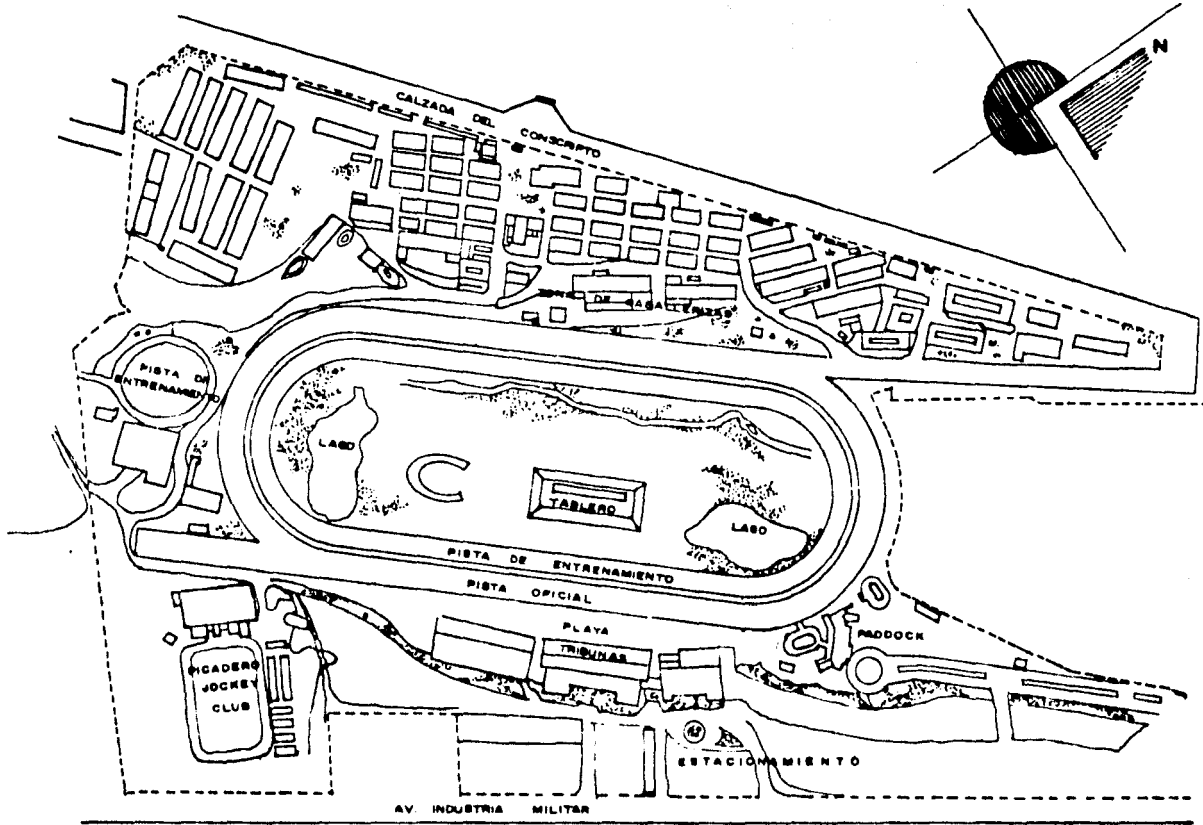 N
CALZADA DEL CONSCRIPTO
DE CABALLERIZAS
PISTA DE
ENTRENAMIENTO
LAGO
TABLERO
LAGO
PISTA DE ENTRENAMIENTO
PISTA OFICIAL
PLAYA
TRIBUNAS
PADDOCK
PICADERO
JOCKEY
CLUB
ESTACIONAMIENTO
AV. INDUSTRIA MILITAR